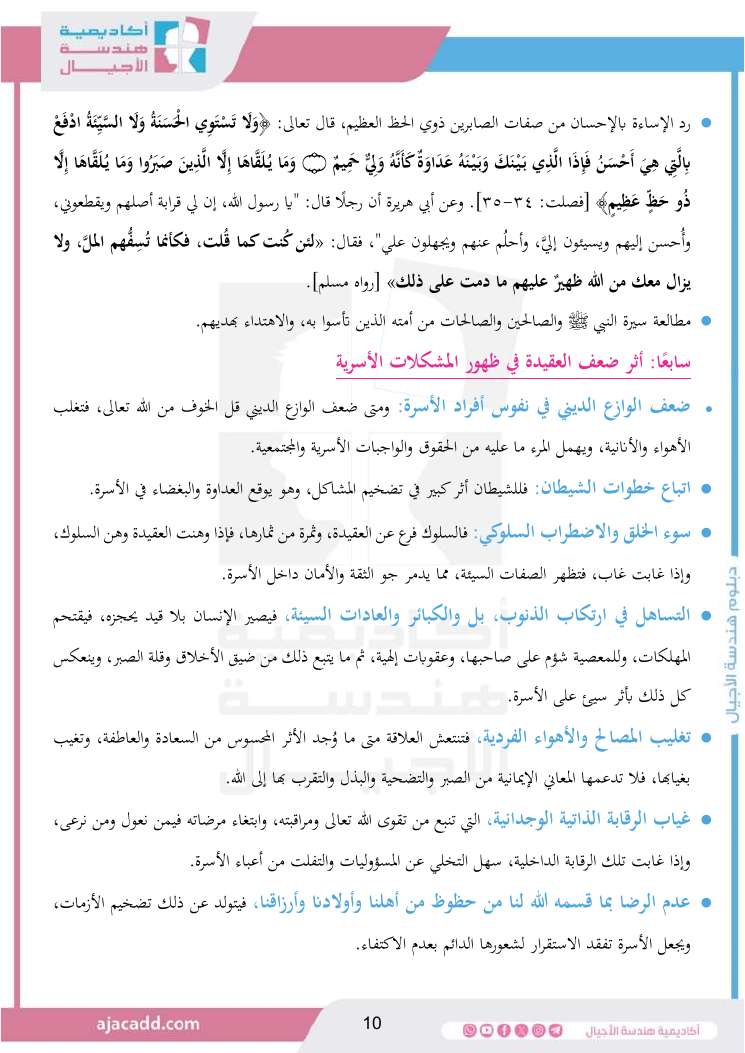 أكاديمية
هندسة
الأجيال
• رد الإساءة بالإحسان من صفات الصابرين ذوي الحظ العظيم، قال تعالى: ﴿وَلَا تَسْتَوِي الْحَسَنَةُ وَلَا السَّيِّئَةُ ادْفَعْ
بِالَّتِي هِيَ أَحْسَنُ فَإِذَا الَّذِي بَيْنَكَ وَبَيْنَهُ عَدَاوَةٌ كَأَنَّهُ وَلِيٌّ حَمِيمٌ ۝ وَمَا يُلَقَّاهَا إِلَّا الَّذِينَ صَبَرُوا وَمَا يُلَقَّاهَا إِلَّا
ذُو حَظٍّ عَظِيمٍ﴾ [فصلت: ٣٤-٣٥]. وعن أبي هريرة أن رجلًا قال: "يا رسول الله، إن لي قرابة أصلهم ويقطعوني،
وأُحسن إليهم ويسيئون إليَّ، وأحلُم عنهم ويجهلون علي"، فقال: «لئن كُنت كما قُلت، فكأنما تُسِفُّهم الملَّ، ولا
يزال معك من الله ظهيرٌ عليهم ما دمت على ذلك» [رواه مسلم].
• مطالعة سيرة النبي ﷺ والصالحين والصالحات من أمته الذين تأسوا به، والاهتداء بهديهم.
سابعًا: أثر ضعف العقيدة في ظهور المشكلات الأسرية
• ضعف الوازع الديني في نفوس أفراد الأسرة: ومتى ضعف الوازع الديني قل الخوف من الله تعالى، فتغلب
الأهواء والأنانية، ويهمل المرء ما عليه من الحقوق والواجبات الأسرية والمجتمعية.
• اتباع خطوات الشيطان: فللشيطان أثر كبير في تضخيم المشاكل، وهو يوقع العداوة والبغضاء في الأسرة.
• سوء الخلق والاضطراب السلوكي: فالسلوك فرع عن العقيدة، وثمرة من ثمارها، فإذا وهنت العقيدة وهن السلوك،
وإذا غابت غاب، فتظهر الصفات السيئة، مما يدمر جو الثقة والأمان داخل الأسرة.
• التساهل في ارتكاب الذنوب، بل والكبائر والعادات السيئة، فيصير الإنسان بلا قيد يحجزه، فيقتحم
المهلكات، وللمعصية شؤم على صاحبها، وعقوبات إلهية، ثم ما يتبع ذلك من ضيق الأخلاق وقلة الصبر، وينعكس
كل ذلك بأثر سيئ على الأسرة.
• تغليب المصالح والأهواء الفردية، فتنتعش العلاقة متى ما وُجد الأثر المحسوس من السعادة والعاطفة، وتغيب
بغيابها، فلا تدعمها المعاني الإيمانية من الصبر والتضحية والبذل والتقرب بها إلى الله.
• غياب الرقابة الذاتية الوجدانية، التي تنبع من تقوى الله تعالى ومراقبته، وابتغاء مرضاته فيمن نعول ومن نرعى،
وإذا غابت تلك الرقابة الداخلية، سهل التخلي عن المسؤوليات والتفلت من أعباء الأسرة.
• عدم الرضا بما قسمه الله لنا من حظوظ من أهلنا وأولادنا وأرزاقنا، فيتولد عن ذلك تضخيم الأزمات،
ويجعل الأسرة تفقد الاستقرار لشعورها الدائم بعدم الاكتفاء.
دبلوم هندسة الأجيال
أكاديمية
هندسة
الأجيال
أكاديمية هندسة الأجيال
10
ajacadd.com